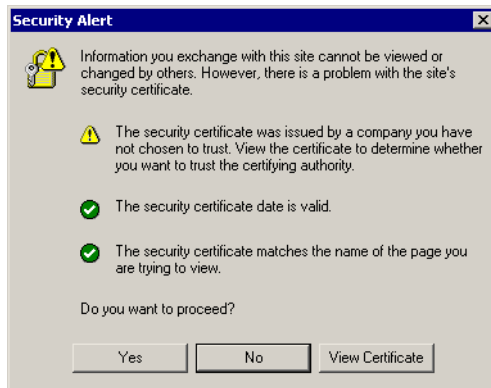 Security Alert
Information you exchange with this site cannot be viewed or
changed by others. However, there is a problem with the site's
security certificate.
The security certificate was issued by a company you have
not chosen to trust. View the certificate to determine whether
you want to trust the certifying authority.
The security certificate date is valid.
The security certificate matches the name of the page you
are trying to view.
Do you want to proceed?
Yes
No
View Certificate